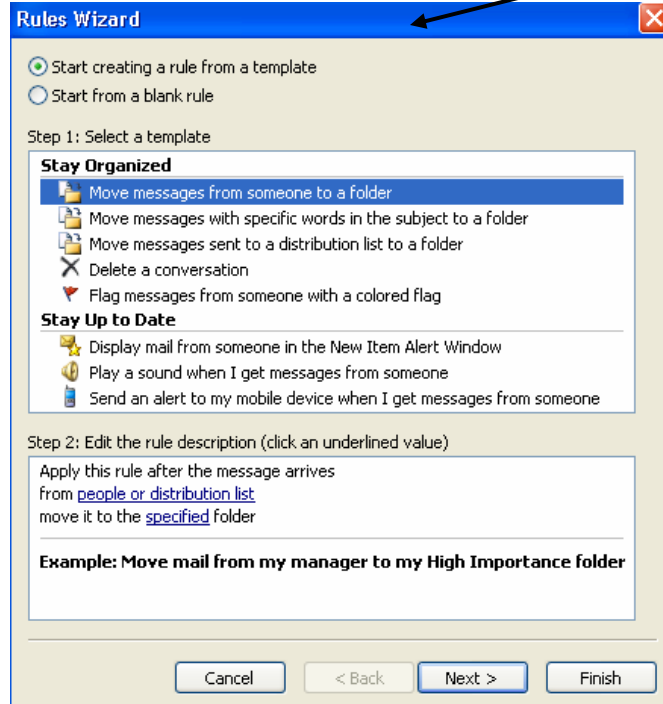 Rules Wizard
Start creating a rule from a template
Start from a blank rule
Step 1: Select a template
Stay Organized
Move messages from someone to a folder
Move messages with specific words in the subject to a folder
Move messages sent to a distribution list to a folder
Delete a conversation
Flag messages from someone with a colored flag
Stay Up to Date
Display mail from someone in the New Item Alert Window
Play a sound when I get messages from someone
Send an alert to my mobile device when I get messages from someone
Step 2: Edit the rule description (click an underlined value)
Apply this rule after the message arrives
from people or distribution list
move it to the specified folder
Example: Move mail from my manager to my High Importance folder
Cancel < Back Next > Finish